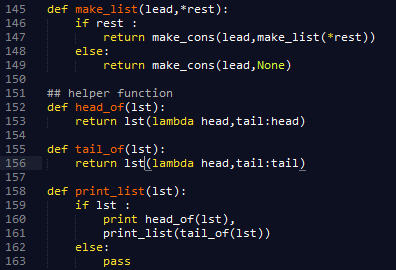 145 def make_list(lead,*rest):
146     if rest :
147         return make_cons(lead,make_list(*rest))
148     else:
149         return make_cons(lead,None)
150
151 ## helper function
152 def head_of(lst):
153     return lst(lambda head,tail:head)
154
155 def tail_of(lst):
156     return lst(lambda head,tail:tail)
157
158 def print_list(lst):
159     if lst :
160         print head_of(lst),
161         print_list(tail_of(lst))
162     else:
163         pass